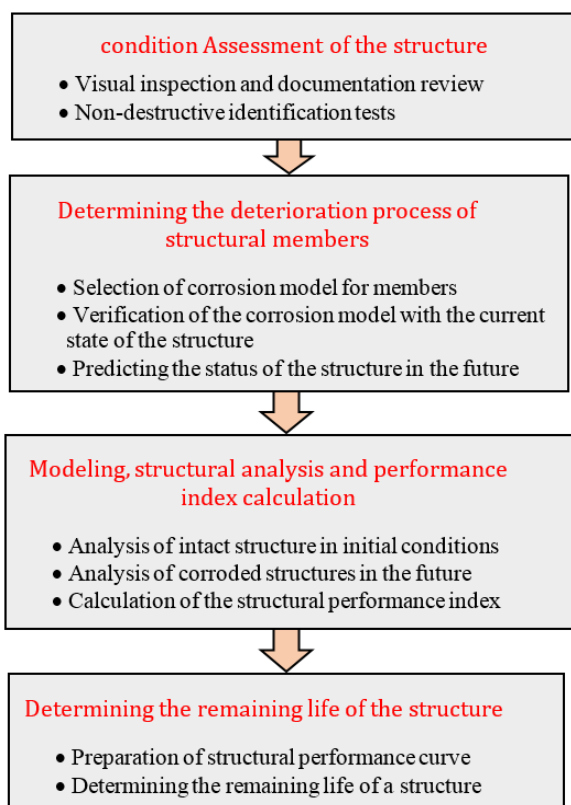 condition Assessment of the structure
• Visual inspection and documentation review
• Non-destructive identification tests
Determining the deterioration process of
structural members
• Selection of corrosion model for members
• Verification of the corrosion model with the current
state of the structure
• Predicting the status of the structure in the future
Modeling, structural analysis and performance
index calculation
• Analysis of intact structure in initial conditions
• Analysis of corroded structures in the future
• Calculation of the structural performance index
Determining the remaining life of the structure
• Preparation of structural performance curve
• Determining the remaining life of a structure